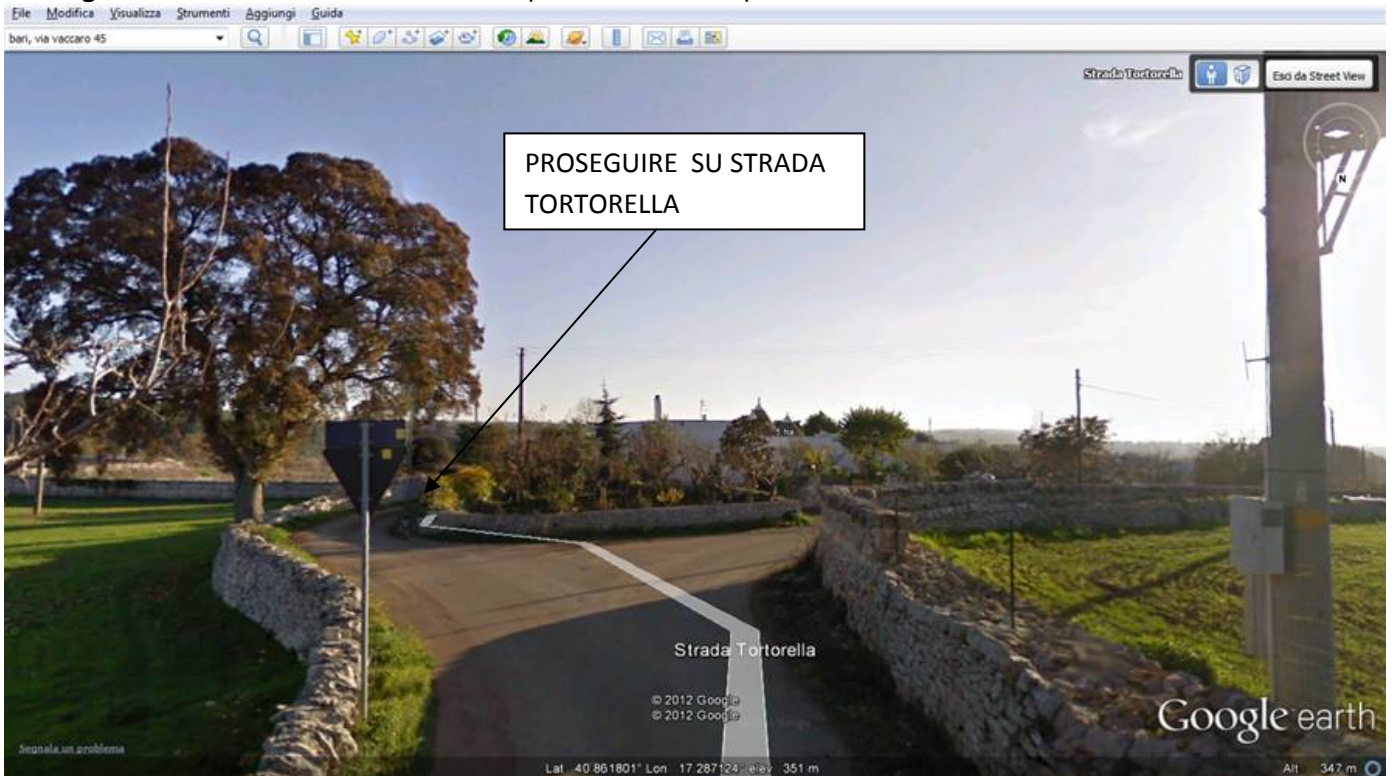 File Modifica Visualizza Strumenti Aggiungi Guida
bari, via vaccaro 45
Strada Tortorella
Esci da Street View
N
PROSEGUIRE SU STRADA
TORTORELLA
Strada Tortorella
© 2012 Google
© 2012 Google
Google earth
Segnala un problema
Lat 40.861801° Lon 17.287124° elev 351 m
Alt 347 m